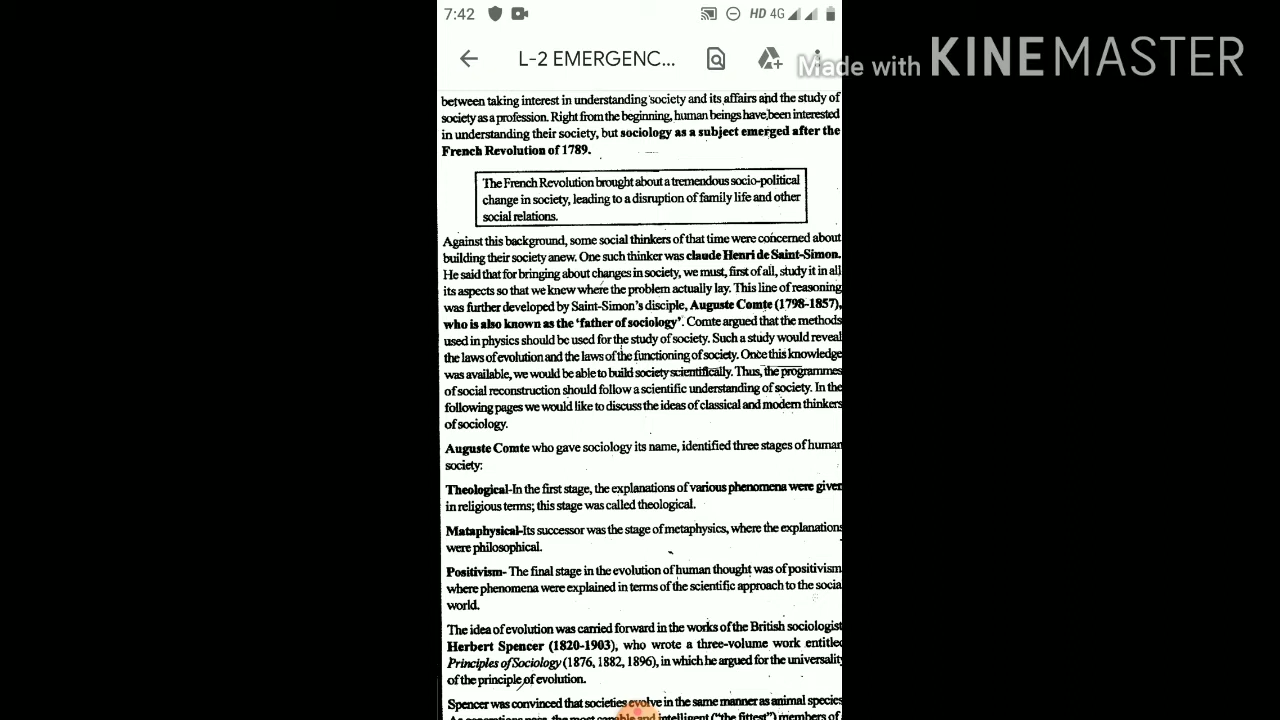 7:42 HD 4G
L-2 EMERGENC...
Made with KINEMASTER
between taking interest in understanding society and its affairs and the study of
society as a profession. Right from the beginning, human beings have been interested
in understanding their society, but sociology as a subject emerged after the
French Revolution of 1789.
The French Revolution brought about a tremendous socio-political
change in society, leading to a disruption of family life and other
social relations.
Against this background, some social thinkers of that time were concerned about
building their society anew. One such thinker was claude Henri de Saint-Simon.
He said that for bringing about changes in society, we must, first of all, study it in all
its aspects so that we knew where the problem actually lay. This line of reasoning
was further developed by Saint-Simon's disciple, Auguste Comte (1798-1857),
who is also known as the 'father of sociology'. Comte argued that the methods
used in physics should be used for the study of society. Such a study would reveal
the laws of evolution and the laws of the functioning of society. Once this knowledge
was available, we would be able to build society scientifically. Thus, the programmes
of social reconstruction should follow a scientific understanding of society. In the
following pages we would like to discuss the ideas of classical and modern thinkers
of sociology.
Auguste Comte who gave sociology its name, identified three stages of human
society:
Theological-In the first stage, the explanations of various phenomena were given
in religious terms; this stage was called theological.
Mataphysical-Its successor was the stage of metaphysics, where the explanations
were philosophical.
Positivism- The final stage in the evolution of human thought was of positivism
where phenomena were explained in terms of the scientific approach to the social
world.
The idea of evolution was carried forward in the works of the British sociologist
Herbert Spencer (1820-1903), who wrote a three-volume work entitled
Principles of Sociology (1876, 1882, 1896), in which he argued for the universality
of the principle of evolution.
Spencer was convinced that societies evolve in the same manner as animal species
the most capable and intelligent ("the fittest") members of